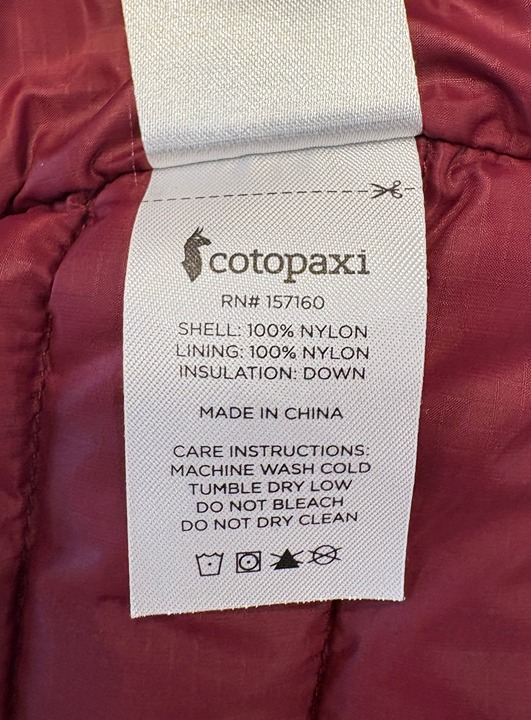 cotopaxi
RN# 157160
SHELL: 100% NYLON
LINING: 100% NYLON
INSULATION: DOWN
MADE IN CHINA
CARE INSTRUCTIONS:
MACHINE WASH COLD
TUMBLE DRY LOW
DO NOT BLEACH
DO NOT DRY CLEAN